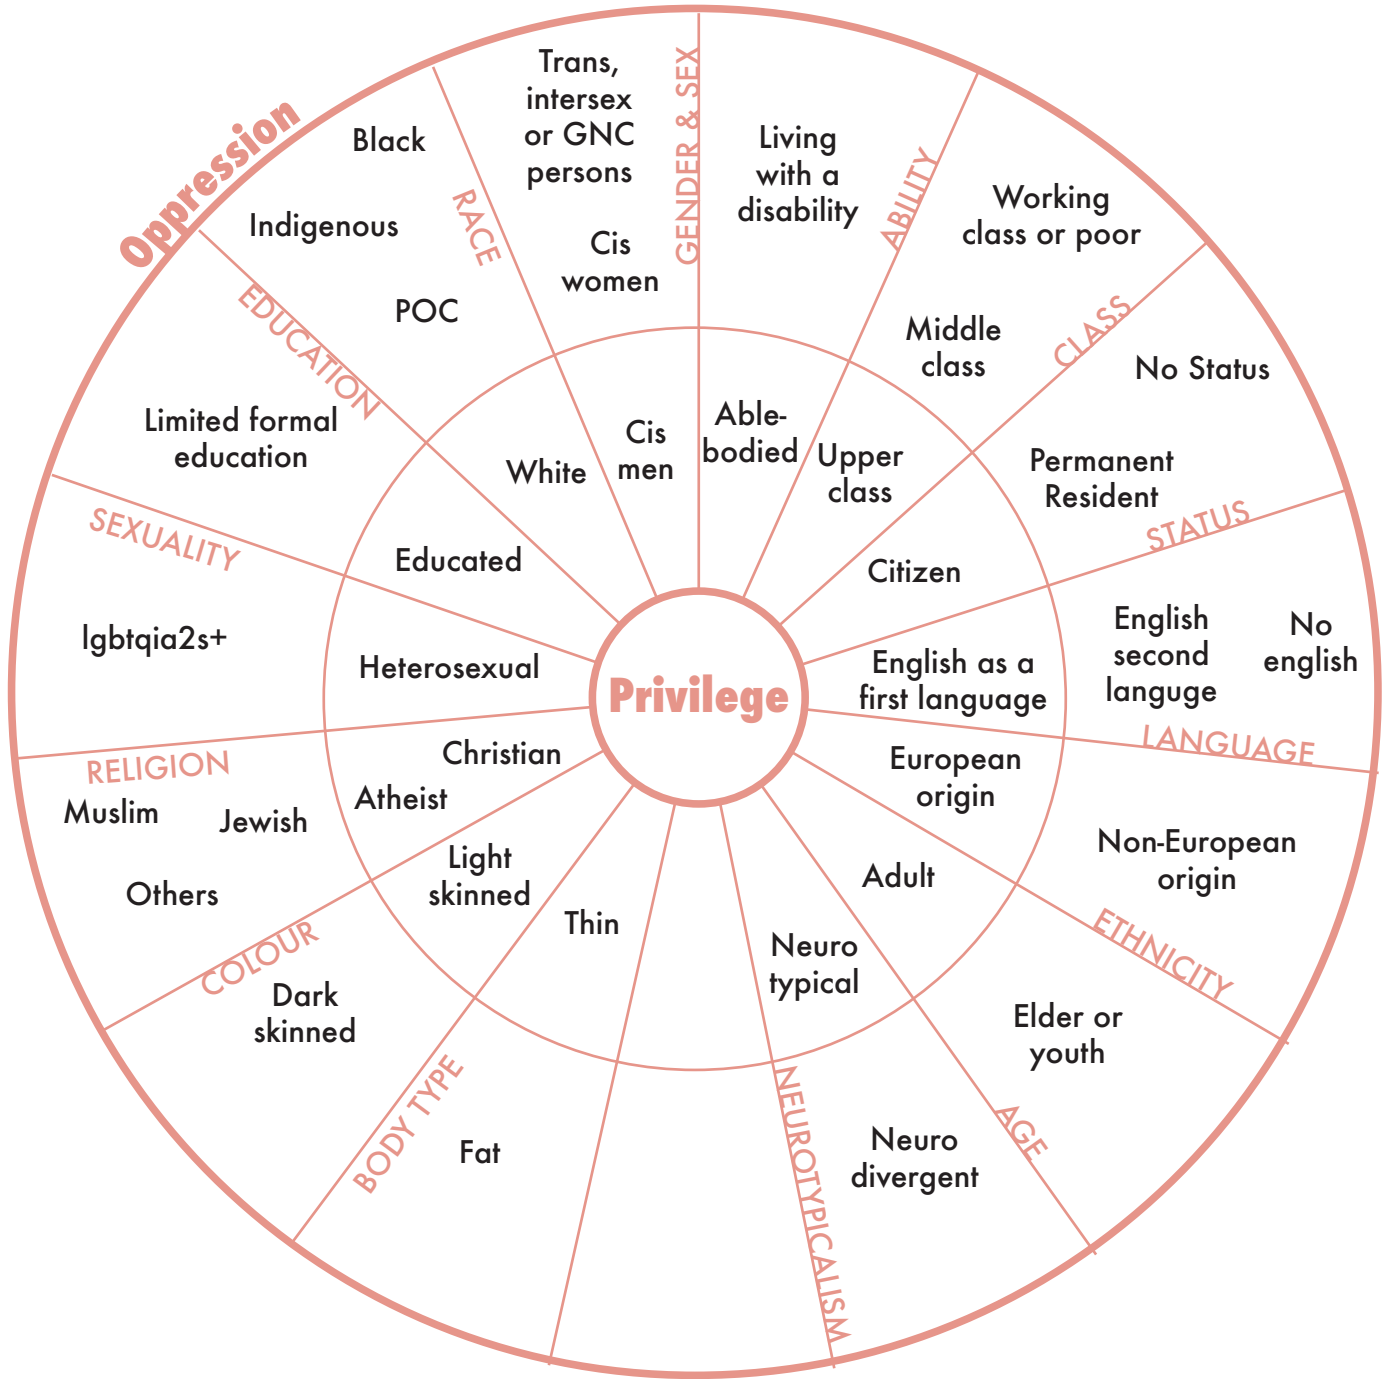 Oppression
Privilege
GENDER & SEX
Trans,
intersex
or GNC
persons
Cis
women
Cis
men
ABILITY
Living
with a
disability
Able-
bodied
CLASS
Working
class or poor
Middle
class
Upper
class
STATUS
No Status
Permanent
Resident
Citizen
LANGUAGE
No
english
English
second
languge
English as a
first language
ETHNICITY
Non-European
origin
European
origin
AGE
Elder or
youth
Adult
NEUROTYPICALISM
Neuro
divergent
Neuro
typical
BODY TYPE
Fat
Thin
COLOUR
Dark
skinned
Light
skinned
RELIGION
Muslim
Jewish
Others
Christian
Atheist
SEXUALITY
lgbtqia2s+
Heterosexual
EDUCATION
Limited formal
education
Educated
RACE
Black
Indigenous
POC
White